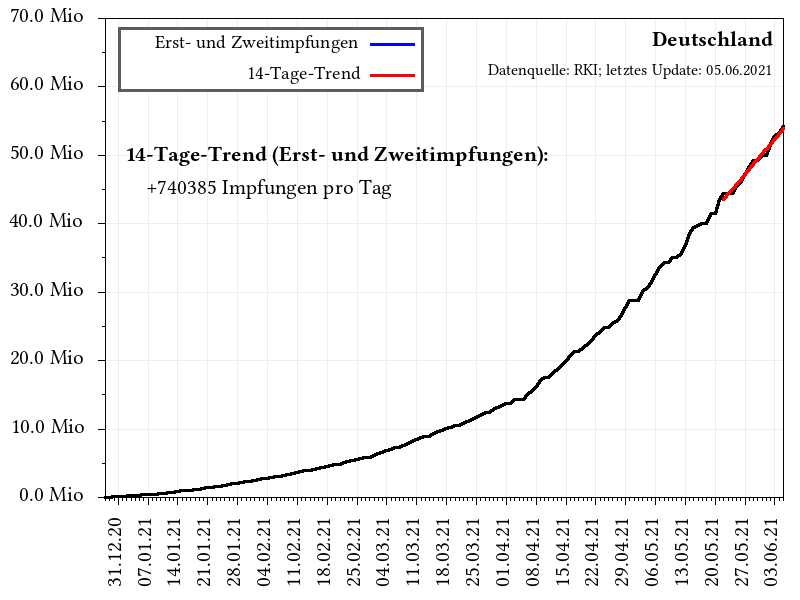 70.0 Mio
60.0 Mio
50.0 Mio
40.0 Mio
30.0 Mio
20.0 Mio
10.0 Mio
0.0 Mio
Erst- und Zweitimpfungen
14-Tage-Trend
Deutschland
Datenquelle: RKI; letztes Update: 05.06.2021
14-Tage-Trend (Erst- und Zweitimpfungen):
+740385 Impfungen pro Tag
31.12.20
07.01.21
14.01.21
21.01.21
28.01.21
04.02.21
11.02.21
18.02.21
25.02.21
04.03.21
11.03.21
18.03.21
25.03.21
01.04.21
08.04.21
15.04.21
22.04.21
29.04.21
06.05.21
13.05.21
20.05.21
27.05.21
03.06.21